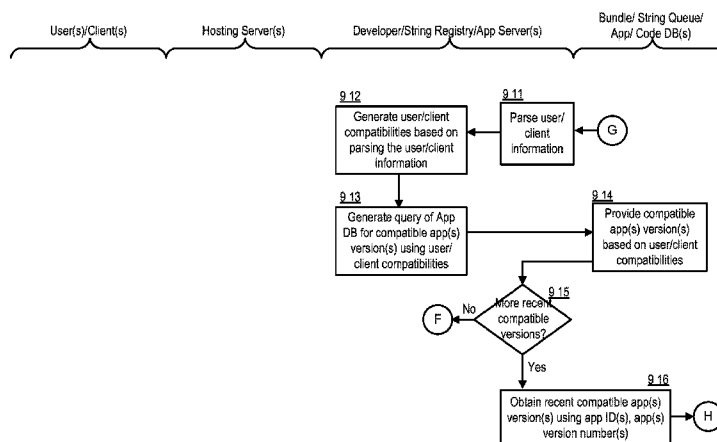 User(s)/Client(s)
Hosting Server(s)
Developer/String Registry/App Server(s)
Bundle/ String Queue/
App/ Code DB(s)
9 12
Generate user/client
compatibilities based on
parsing the user/client
information
9 11
Parse user/
client
information
G
9 13
Generate query of App
DB for compatible app(s)
version(s) using user/
client compatibilities
9 14
Provide compatible
app(s) version(s)
based on user/client
compatibilities
9 15
More recent
compatible
versions?
No
F
Yes
9 16
Obtain recent compatible app(s)
version(s) using app ID(s), app(s)
version number(s)
H